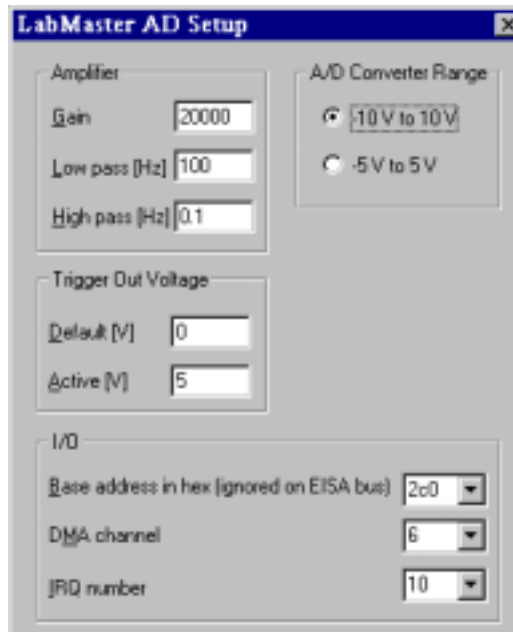 LabMaster AD Setup
Amplifier
Gain 20000
Low pass [Hz] 100
High pass [Hz] 0.1
A/D Converter Range
-10 V to 10 V
-5 V to 5 V
Trigger Out Voltage
Default [V] 0
Active [V] 5
I/O
Base address in hex (ignored on EISA bus) 2c0
DMA channel 6
IRQ number 10